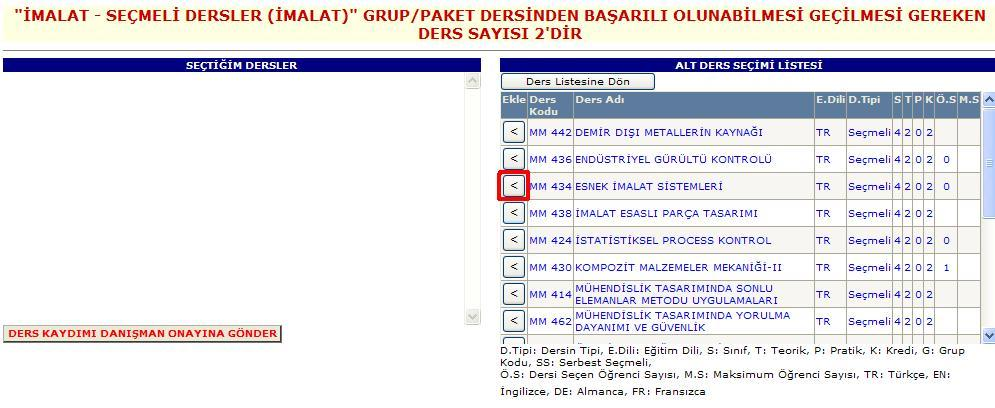 "İMALAT - SEÇMELİ DERSLER (İMALAT)" GRUP/PAKET DERSİNDEN BAŞARILI OLUNABİLMESİ GEÇİLMESİ GEREKEN
DERS SAYISI 2'DİR
SEÇTİĞİM DERSLER
DERS KAYDIMI DANIŞMAN ONAYINA GÖNDER
ALT DERS SEÇİMİ LİSTESİ
Ders Listesine Dön
Ekle Ders Kodu Ders Adı E.Dili D.Tipi S T P K Ö.S M.S
< MM 442 DEMİR DIŞI METALLERİN KAYNAĞI TR Seçmeli 4 2 0 2
< MM 436 ENDÜSTRİYEL GÜRÜLTÜ KONTROLÜ TR Seçmeli 4 2 0 2 0
< MM 434 ESNEK İMALAT SİSTEMLERİ TR Seçmeli 4 2 0 2 0
< MM 438 İMALAT ESASLI PARÇA TASARIMI TR Seçmeli 4 2 0 2
< MM 424 İSTATİSTİKSEL PROCESS KONTROL TR Seçmeli 4 2 0 2 0
< MM 430 KOMPOZİT MALZEMELER MEKANİĞİ-II TR Seçmeli 4 2 0 2 1
< MM 414 MÜHENDİSLİK TASARIMINDA SONLU ELEMANLAR METODU UYGULAMALARI TR Seçmeli 4 2 0 2
< MM 462 MÜHENDİSLİK TASARIMINDA YORULMA DAYANIMI VE GÜVENLİK TR Seçmeli 4 2 0 2
D.Tipi: Dersin Tipi, E.Dili: Eğitim Dili, S: Sınıf, T: Teorik, P: Pratik, K: Kredi, G: Grup
Kodu, SS: Serbest Seçmeli,
Ö.S: Dersi Seçen Öğrenci Sayısı, M.S: Maksimum Öğrenci Sayısı, TR: Türkçe, EN:
İngilizce, DE: Almanca, FR: Fransızca